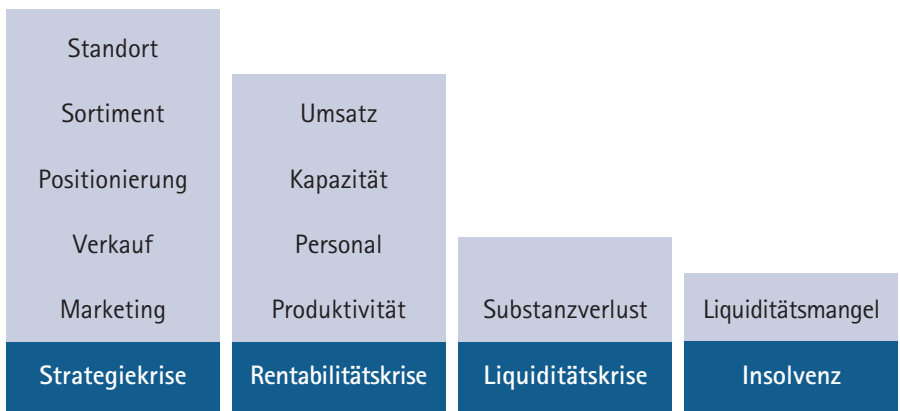 Standort
Sortiment
Positionierung
Verkauf
Marketing
Strategiekrise
Umsatz
Kapazität
Personal
Produktivität
Rentabilitätskrise
Substanzverlust
Liquiditätskrise
Liquiditätsmangel
Insolvenz